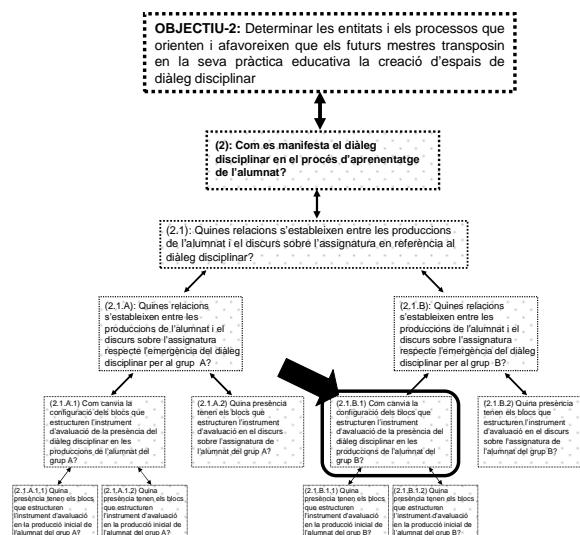 OBJECTIU-2: Determinar les entitats i els processos que
orienten i afavoreixen que els futurs mestres transposin
en la seva pràctica educativa la creació d'espais de
diàleg disciplinar
(2): Com es manifesta el diàleg
disciplinar en el procés d'aprenentatge
de l'alumnat?
(2.1): Quines relacions s'estableixen entre les produccions
de l'alumnat i el discurs sobre l'assignatura en referència al
diàleg disciplinar?
(2.1.A): Quines relacions
s'estableixen entre les
produccions de l'alumnat i el
discurs sobre l'assignatura
respecte l'emergència del diàleg
disciplinar per al grup A?
(2.1.B): Quines relacions
s'estableixen entre les
produccions de l'alumnat i el
discurs sobre l'assignatura
respecte l'emergència del diàleg
disciplinar per al grup B?
(2.1.A.1) Com canvia la
configuració dels blocs que
estructuren l'instrument
d'avaluació de la presència del
diàleg disciplinar en les
produccions de l'alumnat del
grup A?
(2.1.A.2) Quina presència
tenen els blocs que
estructuren l'instrument
d'avaluació en el discurs
sobre l'assignatura de
l'alumnat del grup A?
(2.1.B.1) Com canvia la
configuració dels blocs que
estructuren l'instrument
d'avaluació de la presència del
diàleg disciplinar en les
produccions de l'alumnat del
grup B?
(2.1.B.2) Quina presència
tenen els blocs que
estructuren l'instrument
d'avaluació en el discurs
sobre l'assignatura de
l'alumnat del grup B?
(2.1.A.1,1) Quina
presència tenen els blocs
que estructuren
l'instrument d'avaluació
en la producció inicial de
l'alumnat del grup A?
(2.1.A.1.2) Quina
presència tenen els blocs
que estructuren
l'instrument d'avaluació
en la producció final de
l'alumnat del grup A?
(2.1,B.1.1) Quina
presència tenen els blocs
que estructuren
l'instrument d'avaluació
en la producció inicial de
l'alumnat del grup B?
(2.1.B.1.2) Quina
presència tenen els blocs
que estructuren
l'instrument d'avaluació
en la producció final de
l'alumnat del grup B?